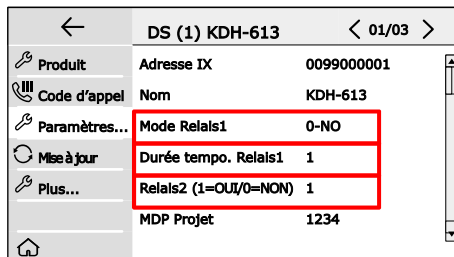 DS (1) KDH-613
01/03
Produit
Adresse IX 0099000001
Code d'appel
Nom KDH-613
Paramètres...
Mode Relais1 0-NO
Mise à jour
Durée tempo. Relais1 1
Plus...
Relais2 (1=OUI/0=NON) 1
MDP Projet 1234